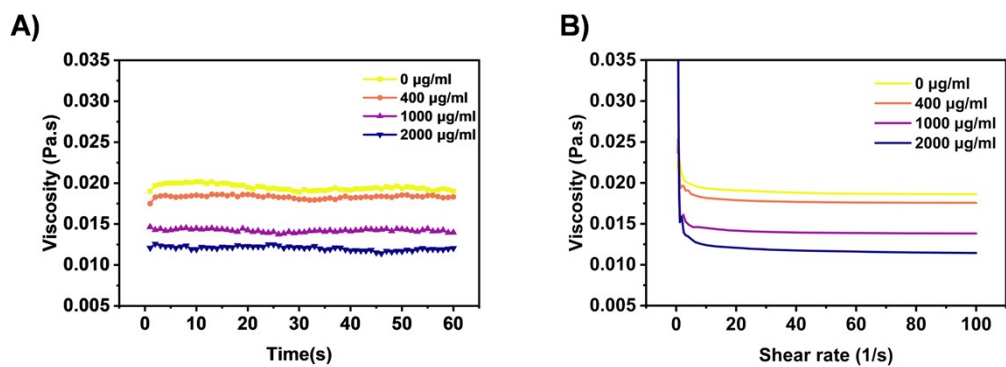 A)
0.035
0.030
0.025
0.020
0.015
0.010
0.005
Viscosity (Pa.s)
0 µg/ml
400 µg/ml
1000 µg/ml
2000 µg/ml
0 10 20 30 40 50 60
Time(s)
B)
0.035
0.030
0.025
0.020
0.015
0.010
0.005
Viscosity (Pa.s)
0 µg/ml
400 µg/ml
1000 µg/ml
2000 µg/ml
0 20 40 60 80 100
Shear rate (1/s)